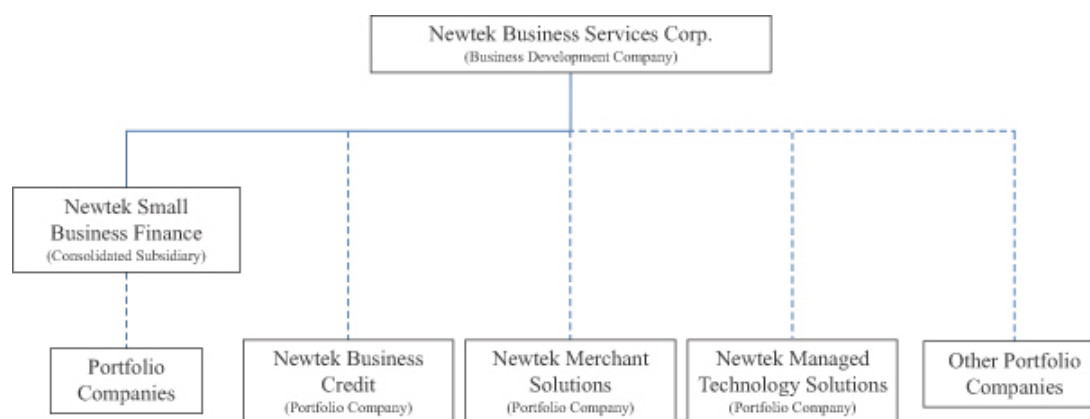 Newtek Business Services Corp.
(Business Development Company)
Newtek Small
Business Finance
(Consolidated Subsidiary)
Portfolio
Companies
Newtek Business
Credit
(Portfolio Company)
Newtek Merchant
Solutions
(Portfolio Company)
Newtek Managed
Technology Solutions
(Portfolio Company)
Other Portfolio
Companies